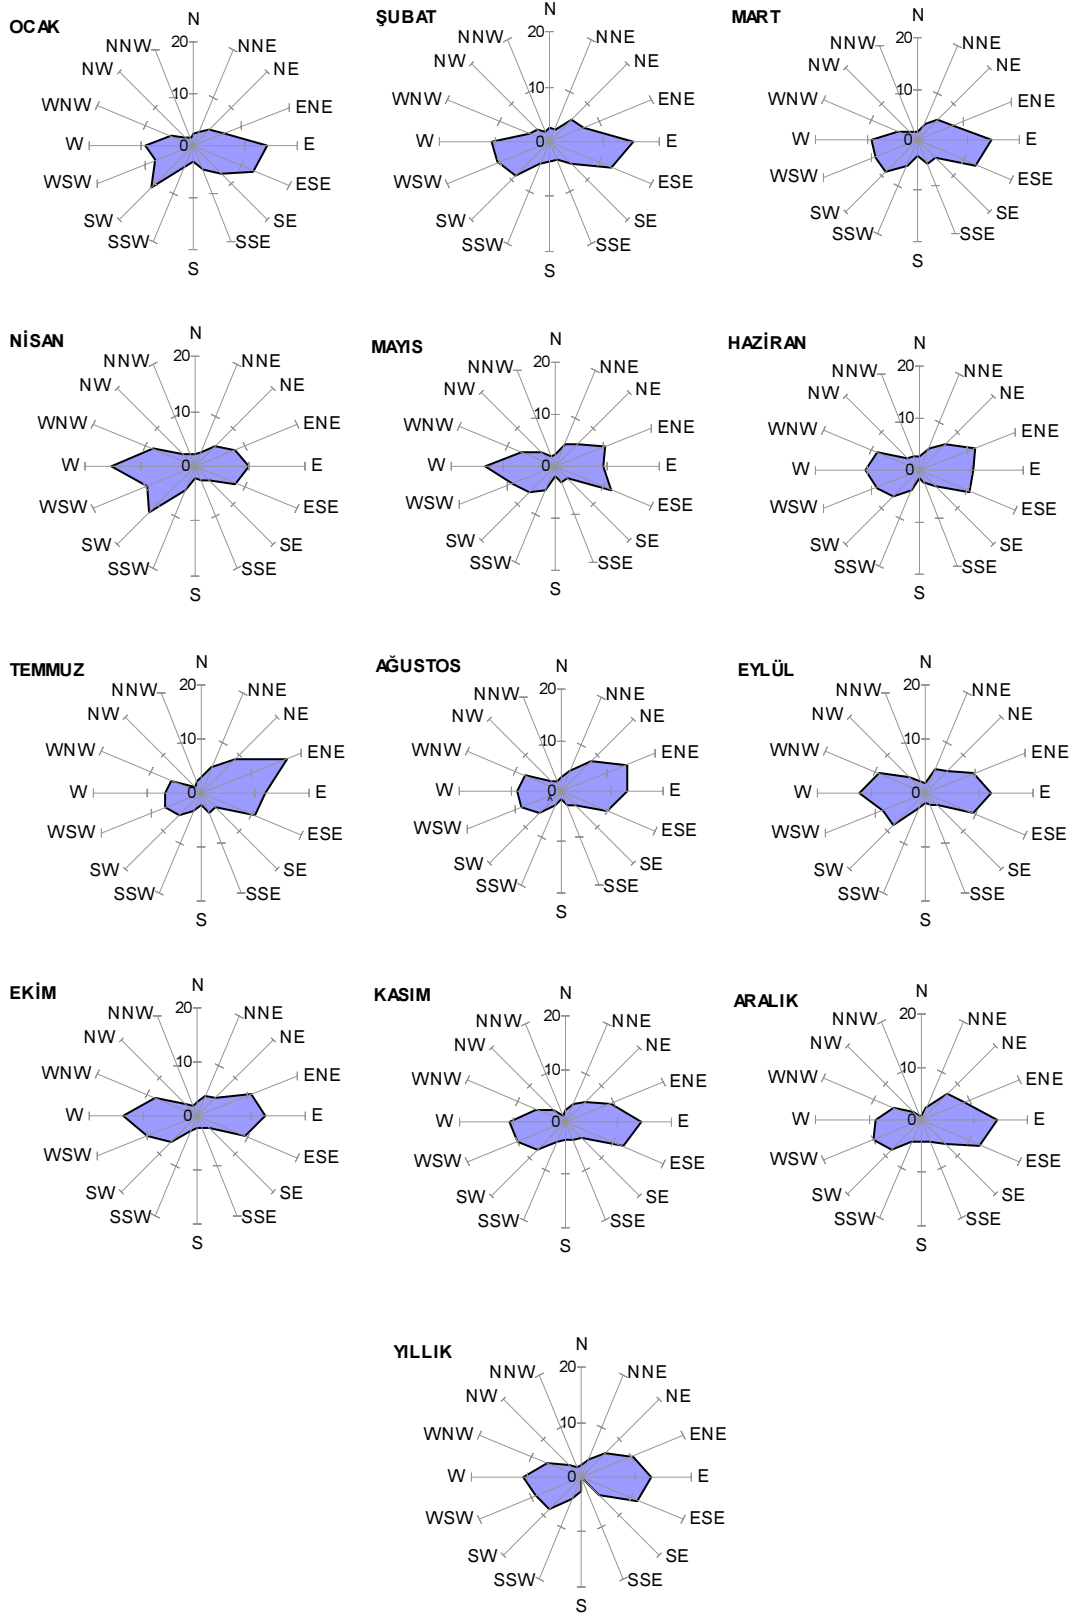 OCAK
N
20
NNW NNE
NW NE
10
WNW ENE
W 0 E
WSW ESE
SW SE
SSW SSE
S
ŞUBAT
N
20
NNW NNE
NW NE
10
WNW ENE
W 0 E
WSW ESE
SW SE
SSW SSE
S
MART
N
20
NNW NNE
NW NE
10
WNW ENE
W 0 E
WSW ESE
SW SE
SSW SSE
S
NİSAN
N
20
NNW NNE
NW NE
10
WNW ENE
W 0 E
WSW ESE
SW SE
SSW SSE
S
MAYIS
N
20
NNW NNE
NW NE
10
WNW ENE
W 0 E
WSW ESE
SW SE
SSW SSE
S
HAZİRAN
N
20
NNW NNE
NW NE
10
WNW ENE
W 0 E
WSW ESE
SW SE
SSW SSE
S
TEMMUZ
N
20
NNW NNE
NW NE
10
WNW ENE
W 0 E
WSW ESE
SW SE
SSW SSE
S
AĞUSTOS
N
20
NNW NNE
NW NE
10
WNW ENE
W 0 E
WSW ESE
SW SE
SSW SSE
S
EYLÜL
N
20
NNW NNE
NW NE
10
WNW ENE
W 0 E
WSW ESE
SW SE
SSW SSE
S
EKİM
N
20
NNW NNE
NW NE
10
WNW ENE
W 0 E
WSW ESE
SW SE
SSW SSE
S
KASIM
N
20
NNW NNE
NW NE
10
WNW ENE
W 0 E
WSW ESE
SW SE
SSW SSE
S
ARALIK
N
20
NNW NNE
NW NE
10
WNW ENE
W 0 E
WSW ESE
SW SE
SSW SSE
S
YILLIK
N
20
NNW NNE
NW NE
10
WNW ENE
W 0 E
WSW ESE
SW SE
SSW SSE
S